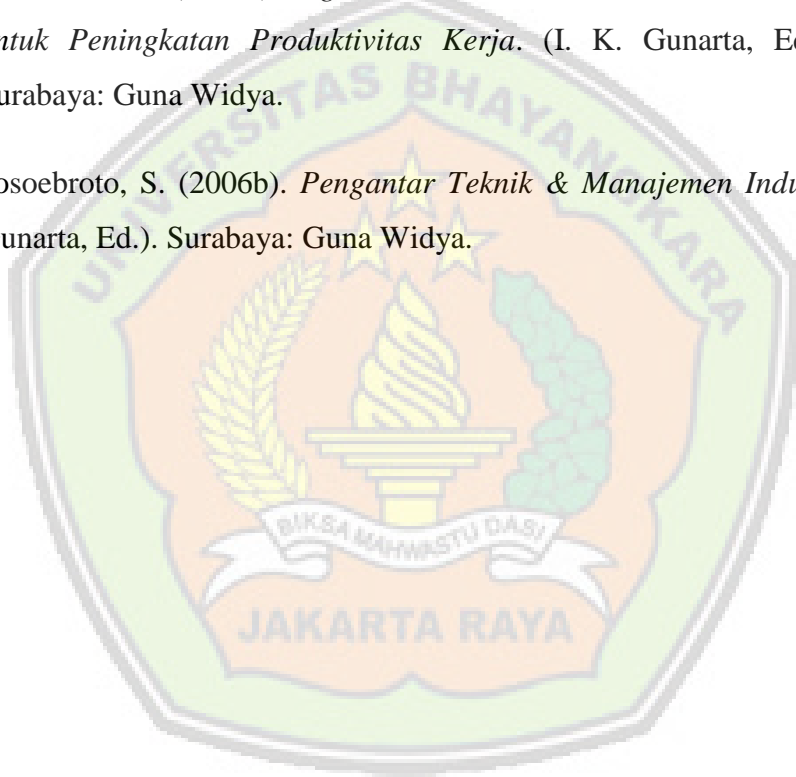 ntuk Peningkatan Produktivitas Kerja. (I. K. Gunarta, Ed
urabaya: Guna Widya.
osoebroto, S. (2006b). Pengantar Teknik & Manajemen Indu
unarta, Ed.). Surabaya: Guna Widya.
UNIVERSITAS BHAYANGKARA
BIKSA MAHWASTU DASI
JAKARTA RAYA